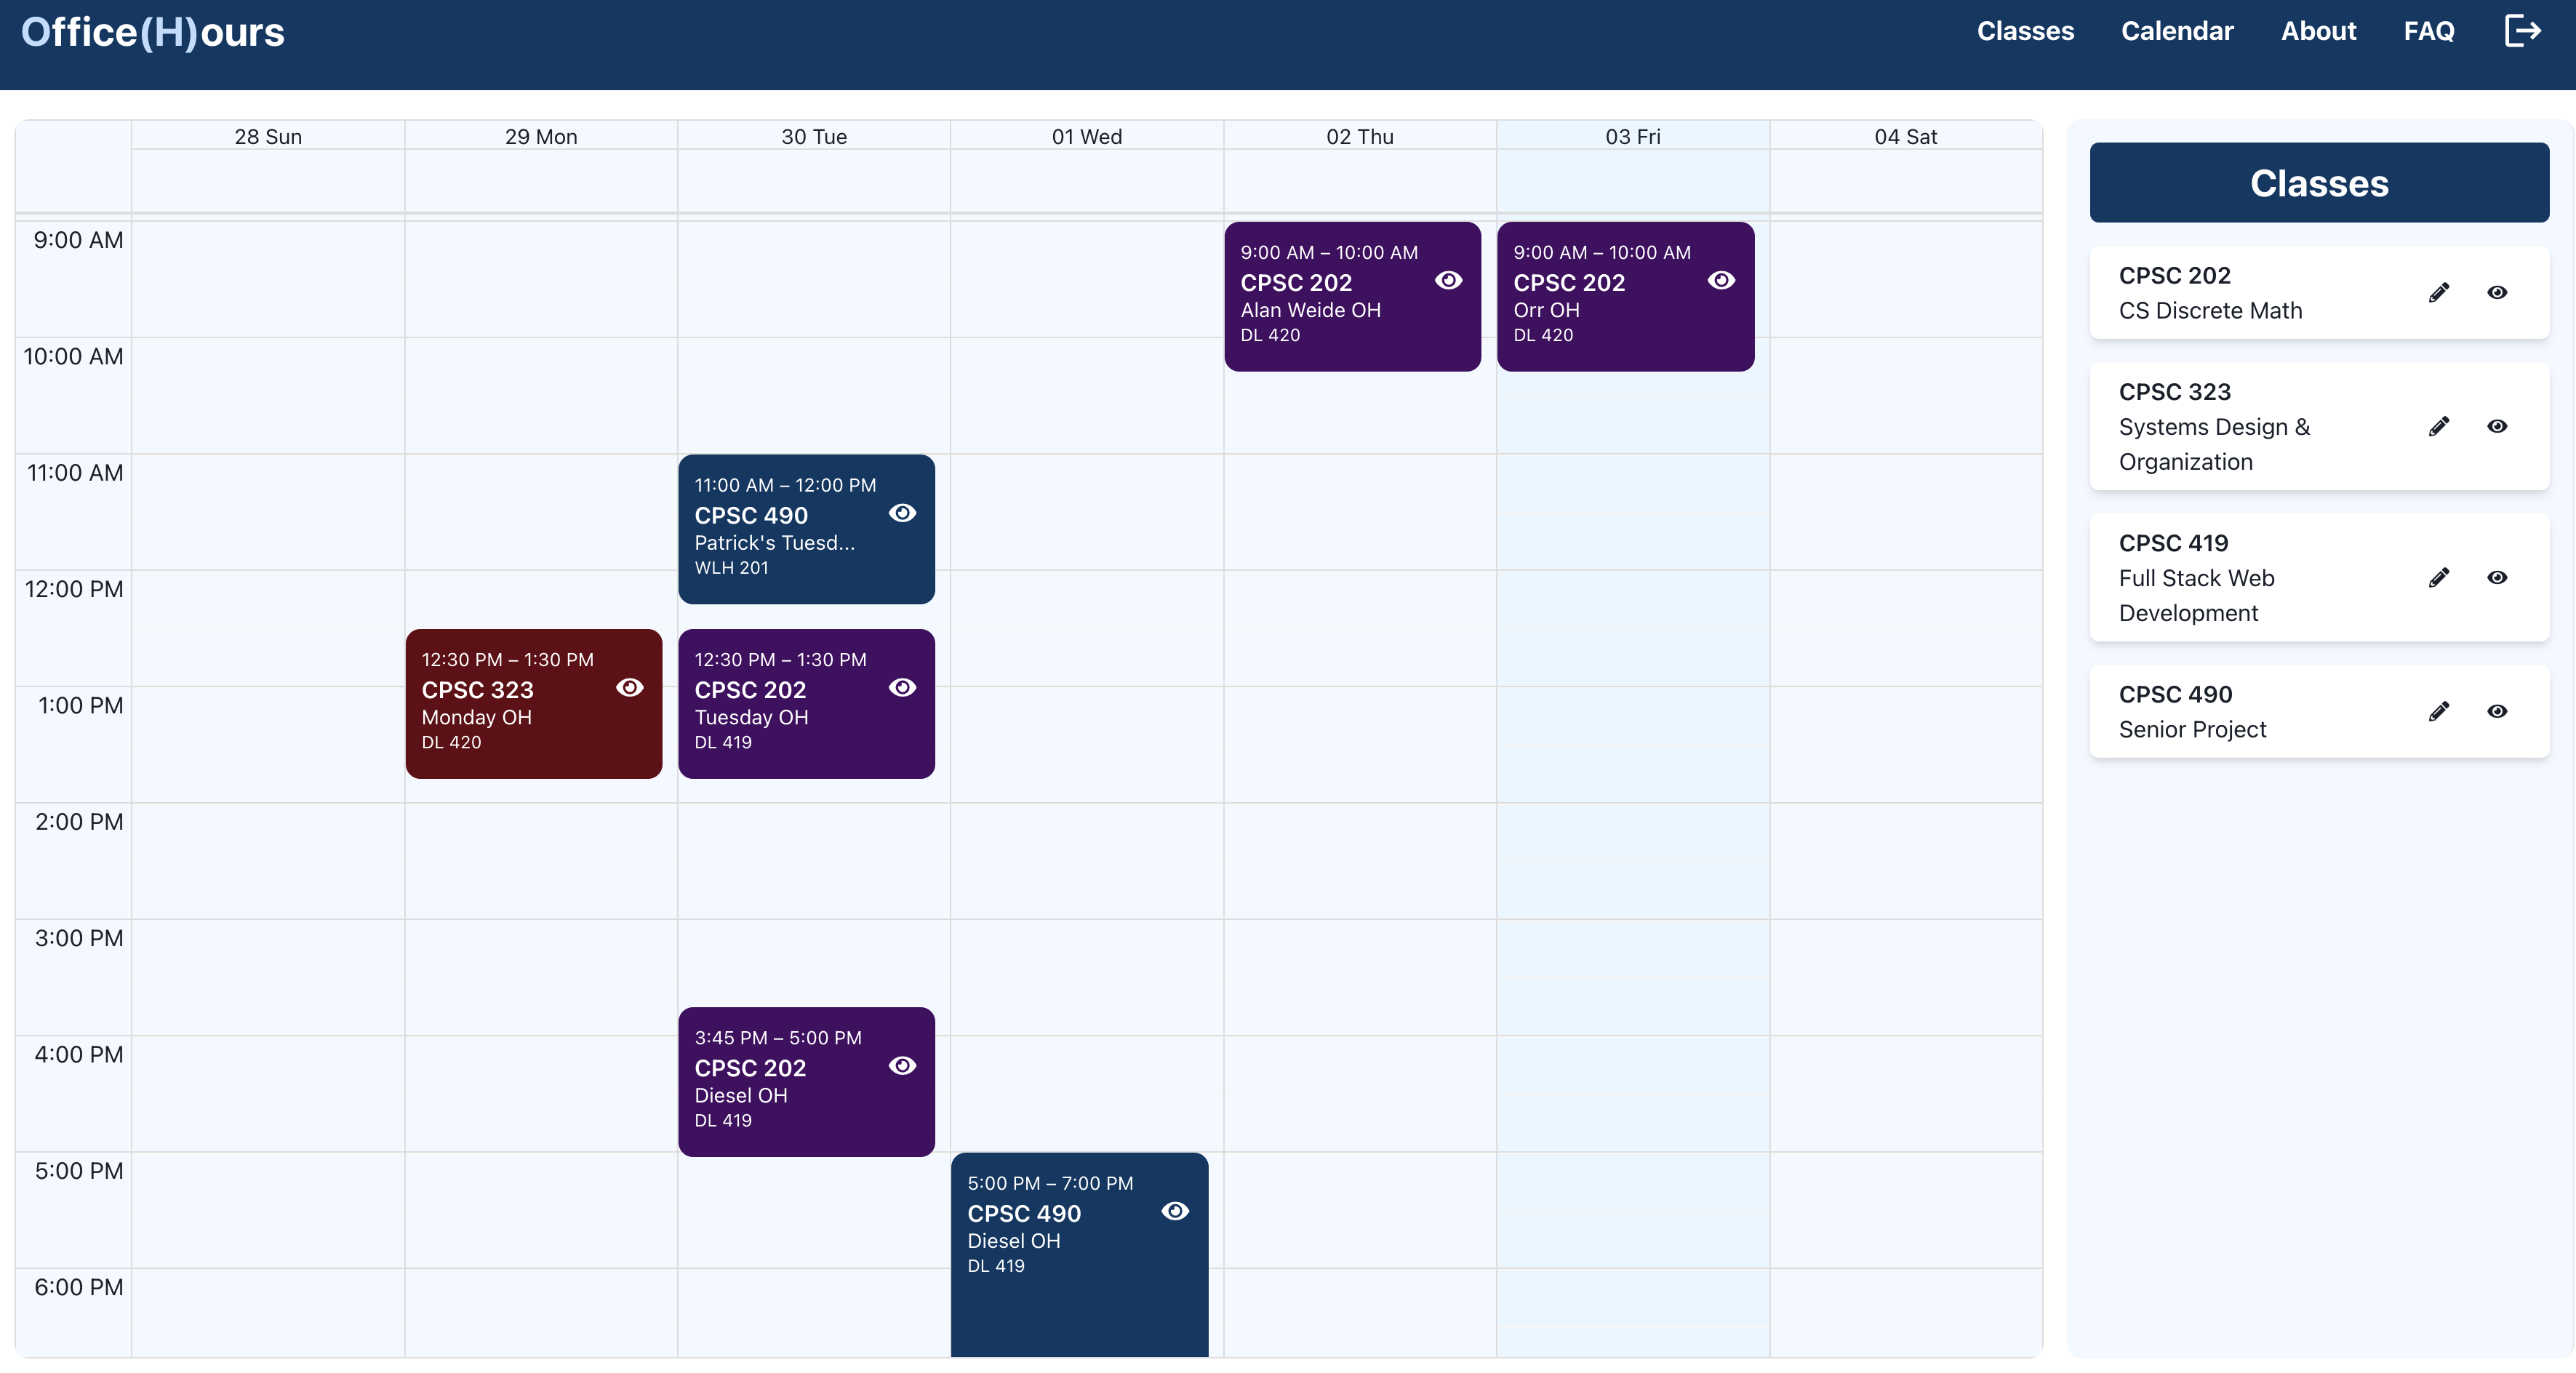 Office(H)ours
Classes
Calendar
About
FAQ
28 Sun
29 Mon
30 Tue
01 Wed
02 Thu
03 Fri
04 Sat
9:00 AM
10:00 AM
11:00 AM
12:00 PM
1:00 PM
2:00 PM
3:00 PM
4:00 PM
5:00 PM
6:00 PM
12:30 PM – 1:30 PM
CPSC 323
Monday OH
DL 420
11:00 AM – 12:00 PM
CPSC 490
Patrick's Tuesd...
WLH 201
12:30 PM – 1:30 PM
CPSC 202
Tuesday OH
DL 419
3:45 PM – 5:00 PM
CPSC 202
Diesel OH
DL 419
5:00 PM – 7:00 PM
CPSC 490
Diesel OH
DL 419
9:00 AM – 10:00 AM
CPSC 202
Alan Weide OH
DL 420
9:00 AM – 10:00 AM
CPSC 202
Orr OH
DL 420
Classes
CPSC 202
CS Discrete Math
CPSC 323
Systems Design &
Organization
CPSC 419
Full Stack Web
Development
CPSC 490
Senior Project